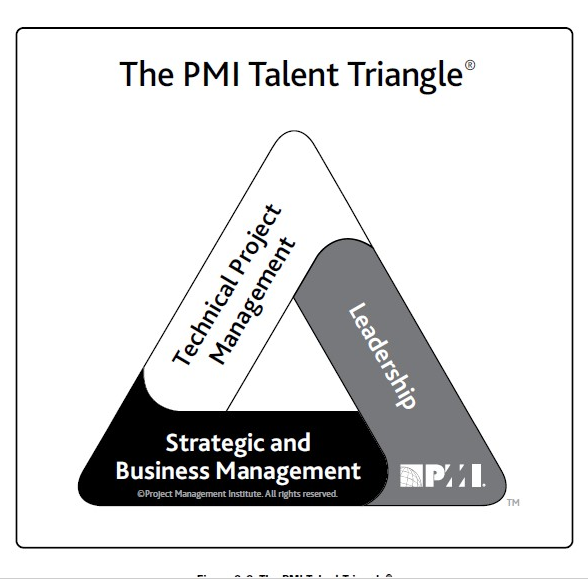 The PMI Talent Triangle®
Technical Project
Management
Leadership
Strategic and
Business Management
©Project Management Institute. All rights reserved.
PMI.
TM